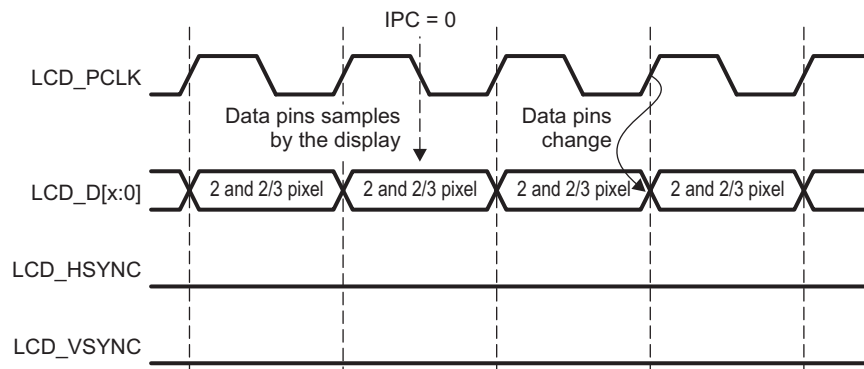 IPC = 0
LCD_PCLK
Data pins samples
by the display
Data pins
change
LCD_D[x:0]
2 and 2/3 pixel
2 and 2/3 pixel
2 and 2/3 pixel
2 and 2/3 pixel
LCD_HSYNC
LCD_VSYNC